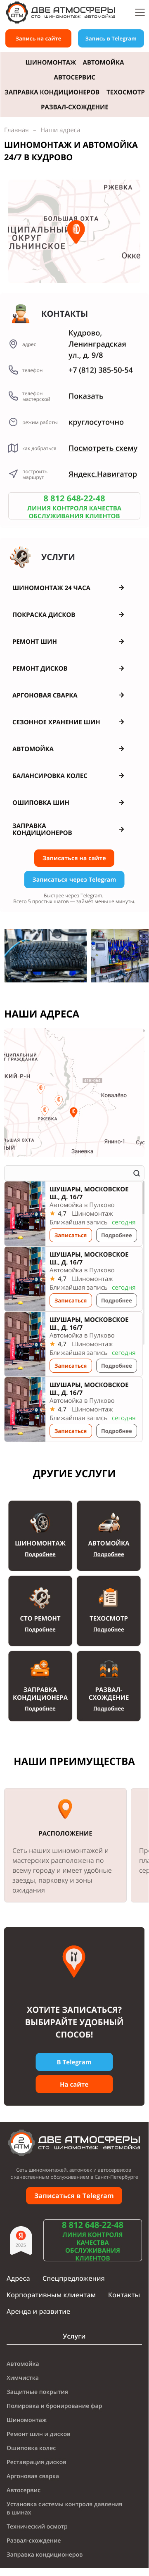 2
АТМ
ДВЕ АТМОСФЕРЫ
сто шиномонтаж автомойка
Запись на сайте
Запись в Telegram
ШИНОМОНТАЖ
АВТОМОЙКА
АВТОСЕРВИС
ЗАПРАВКА КОНДИЦИОНЕРОВ
ТЕХОСМОТР
РАЗВАЛ-СХОЖДЕНИЕ
Главная – Наши адреса
ШИНОМОНТАЖ И АВТОМОЙКА
24/7 В КУДРОВО
РЖЕВКА
БОЛЬШАЯ ОХТА
ЦИПАЛЬНЫЙ
ОКРУГ
ЛЬНИНСКОЕ
Окке
КОНТАКТЫ
адрес
Кудрово,
Ленинградская
ул., д. 9/8
телефон
+7 (812) 385-50-54
телефон
мастерской
Показать
режим работы
круглосуточно
как добраться
Посмотреть схему
построить
маршрут
Яндекс.Навигатор
8 812 648-22-48
ЛИНИЯ КОНТРОЛЯ КАЧЕСТВА
ОБСЛУЖИВАНИЯ КЛИЕНТОВ
УСЛУГИ
ШИНОМОНТАЖ 24 ЧАСА
ПОКРАСКА ДИСКОВ
РЕМОНТ ШИН
РЕМОНТ ДИСКОВ
АРГОНОВАЯ СВАРКА
СЕЗОННОЕ ХРАНЕНИЕ ШИН
АВТОМОЙКА
БАЛАНСИРОВКА КОЛЕС
ОШИПОВКА ШИН
ЗАПРАВКА
КОНДИЦИОНЕРОВ
Записаться на сайте
Записаться через Telegram
Быстрее через Telegram.
Всего 5 простых шагов — займёт меньше минуты.
НАШИ АДРЕСА
ЦИПАЛЬНЫЙ
Г ГРАЖДАНКА
КИЙ Р-Н
Ковалёво
РЖЕВКА
ЬШАЯ ОХТА
Янино-1
Заневка
ЫЙ
ШУШАРЫ, МОСКОВСКОЕ
Ш., Д. 16/7
Автомойка в Пулково
4,7 Шиномонтаж
Ближайшая запись сегодня
Записаться
Подробнее
ШУШАРЫ, МОСКОВСКОЕ
Ш., Д. 16/7
Автомойка в Пулково
4,7 Шиномонтаж
Ближайшая запись сегодня
Записаться
Подробнее
ШУШАРЫ, МОСКОВСКОЕ
Ш., Д. 16/7
Автомойка в Пулково
4,7 Шиномонтаж
Ближайшая запись сегодня
Записаться
Подробнее
ШУШАРЫ, МОСКОВСКОЕ
Ш., Д. 16/7
Автомойка в Пулково
4,7 Шиномонтаж
Ближайшая запись сегодня
Записаться
Подробнее
ДРУГИЕ УСЛУГИ
ШИНОМОНТАЖ
Подробнее
АВТОМОЙКА
Подробнее
СТО РЕМОНТ
Подробнее
ТЕХОСМОТР
Подробнее
ЗАПРАВКА
КОНДИЦИОНЕРА
Подробнее
РАЗВАЛ-
СХОЖДЕНИЕ
Подробнее
НАШИ ПРЕИМУЩЕСТВА
РАСПОЛОЖЕНИЕ
Сеть наших шиномонтажей и
мастерских расположена по
всему городу и имеет удобные
заезды, парковку и зоны
ожидания
ХОТИТЕ ЗАПИСАТЬСЯ?
ВЫБИРАЙТЕ УДОБНЫЙ
СПОСОБ!
В Telegram
На сайте
2
АТМ
ДВЕ АТМОСФЕРЫ
сто шиномонтаж автомойка
Сеть шиномонтажей, автомоек и автосервисов
с качественным обслуживанием в Санкт-Петербурге
Записаться в Telegram
8 812 648-22-48
ЛИНИЯ КОНТРОЛЯ
КАЧЕСТВА
ОБСЛУЖИВАНИЯ
КЛИЕНТОВ
Адреса
Спецпредложения
Корпоративным клиентам
Контакты
Аренда и развитие
Услуги
Автомойка
Химчистка
Защитные покрытия
Полировка и бронирование фар
Шиномонтаж
Ремонт шин и дисков
Ошиповка колес
Реставрация дисков
Аргоновая сварка
Автосервис
Установка системы контроля давления
в шинах
Технический осмотр
Развал-схождение
Заправка кондиционеров